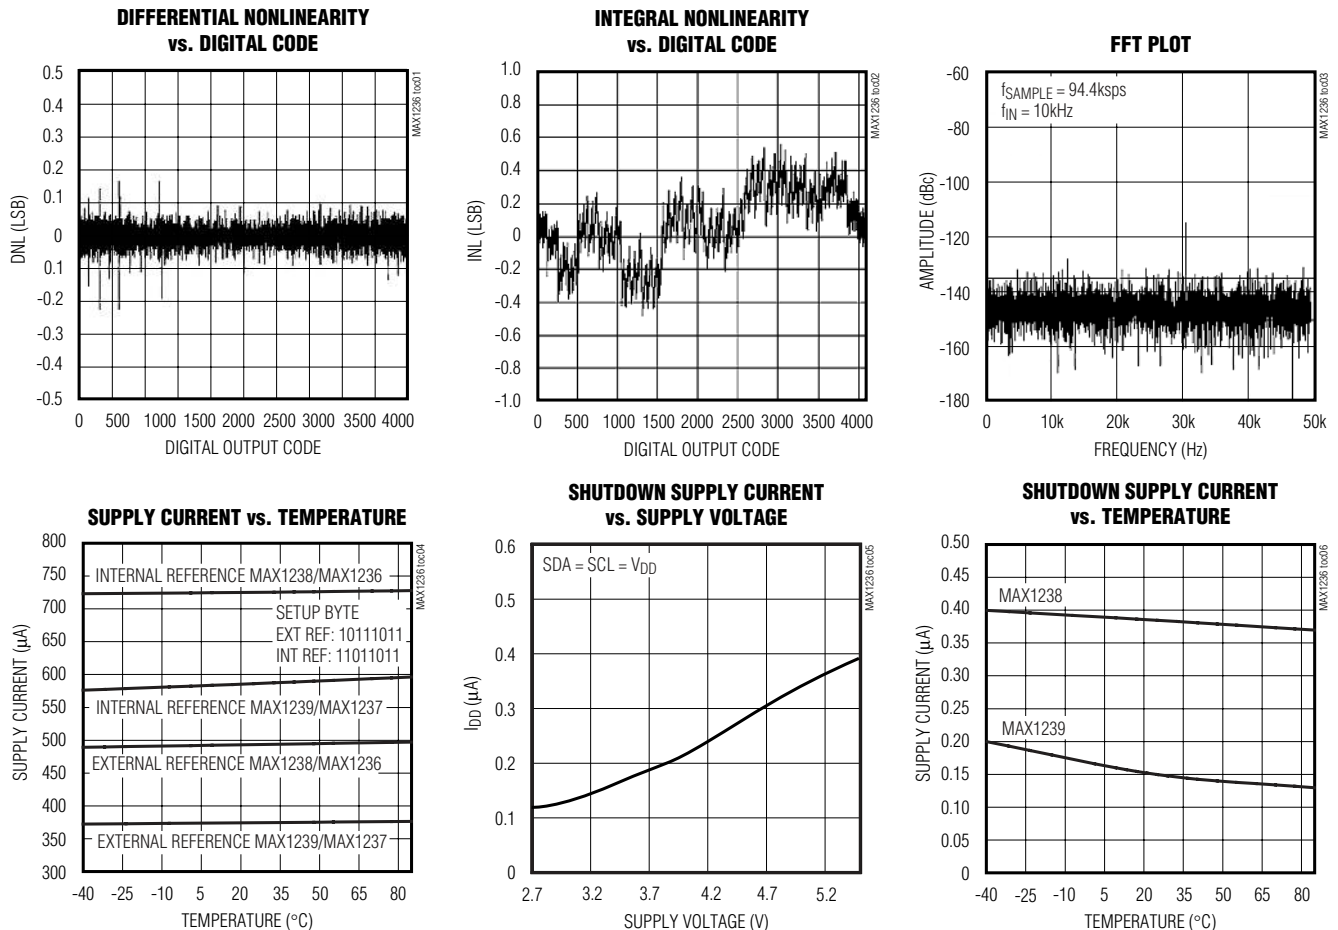 DIFFERENTIAL NONLINEARITY
vs. DIGITAL CODE
MAX1236 toc01
0.5
0.4
0.3
0.2
0.1
0
0.1
-0.2
-0.3
-0.4
-0.5
DNL (LSB)
0 500 1000 1500 2000 2500 3000 3500 4000
DIGITAL OUTPUT CODE
INTEGRAL NONLINEARITY
vs. DIGITAL CODE
MAX1236 toc02
1.0
0.8
0.6
0.4
0.2
0
-0.2
-0.4
-0.6
-0.8
-1.0
INL (LSB)
0 500 1000 1500 2000 2500 3000 3500 4000
DIGITAL OUTPUT CODE
FFT PLOT
MAX1236 toc03
fSAMPLE = 94.4ksps
fIN = 10kHz
-60
-80
-100
-120
-140
-160
-180
AMPLITUDE (dBc)
0 10k 20k 30k 40k 50k
FREQUENCY (Hz)
SUPPLY CURRENT vs. TEMPERATURE
MAX1236 toc04
800
750
700
650
600
550
500
450
400
350
300
SUPPLY CURRENT (µA)
INTERNAL REFERENCE MAX1238/MAX1236
SETUP BYTE
EXT REF: 10111011
INT REF: 11011011
INTERNAL REFERENCE MAX1239/MAX1237
EXTERNAL REFERENCE MAX1238/MAX1236
EXTERNAL REFERENCE MAX1239/MAX1237
-40 -25 -10 5 20 35 50 65 80
TEMPERATURE (°C)
SHUTDOWN SUPPLY CURRENT
vs. SUPPLY VOLTAGE
MAX1236 toc05
SDA = SCL = VDD
0.6
0.5
0.4
0.3
0.2
0.1
0
IDD (µA)
2.7 3.2 3.7 4.2 4.7 5.2
SUPPLY VOLTAGE (V)
SHUTDOWN SUPPLY CURRENT
vs. TEMPERATURE
MAX1236 toc06
0.50
0.45
0.40
0.35
0.30
0.25
0.20
0.15
0.10
0.05
0
SUPPLY CURRENT (µA)
MAX1238
MAX1239
-40 -25 -10 5 20 35 50 65 80
TEMPERATURE (°C)